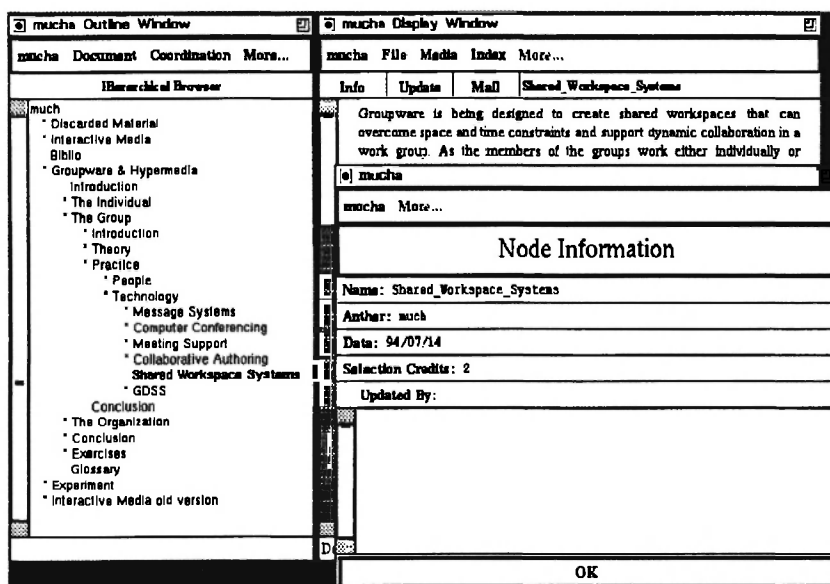 mucha Outline Window
mucha Document Coordination More...
Hierarchical Browser
much
* Discarded Material
* Interactive Media
Biblio
* Groupware & Hypermedia
Introduction
* The Individual
* The Group
* Introduction
* Theory
* Practice
* People
* Technology
* Message Systems
* Computer Conferencing
* Meeting Support
* Collaborative Authoring
Shared Workspace Systems
* GDSS
Conclusion
* The Organization
* Conclusion
* Exercises
Glossary
* Experiment
* Interactive Media old version
mucha Display Window
mucha File Media Index More...
Info Update Mail Shared_Workspace_Systems
Groupware is being designed to create shared workspaces that can
overcome space and time constraints and support dynamic collaboration in a
work group. As the members of the groups work either individually or
mucha
mucha More...
Node Information
Name: Shared_Workspace_Systems
Author: much
Date: 94/07/14
Selection Credits: 2
Updated By:
OK